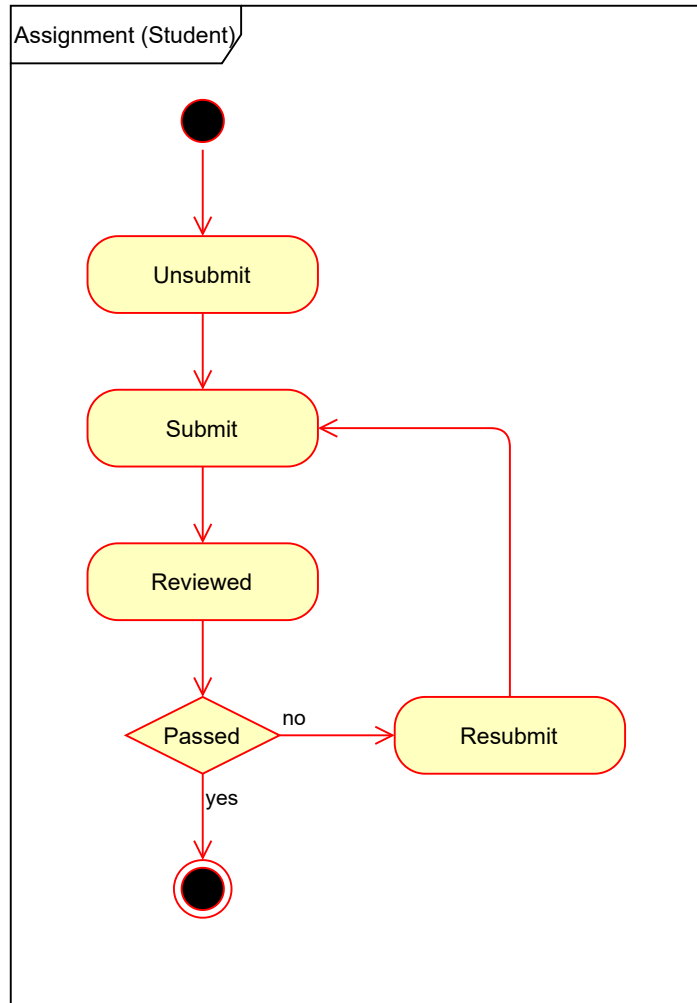 Assignment (Student)
Unsubmit
Submit
Reviewed
Passed
no
Resubmit
yes